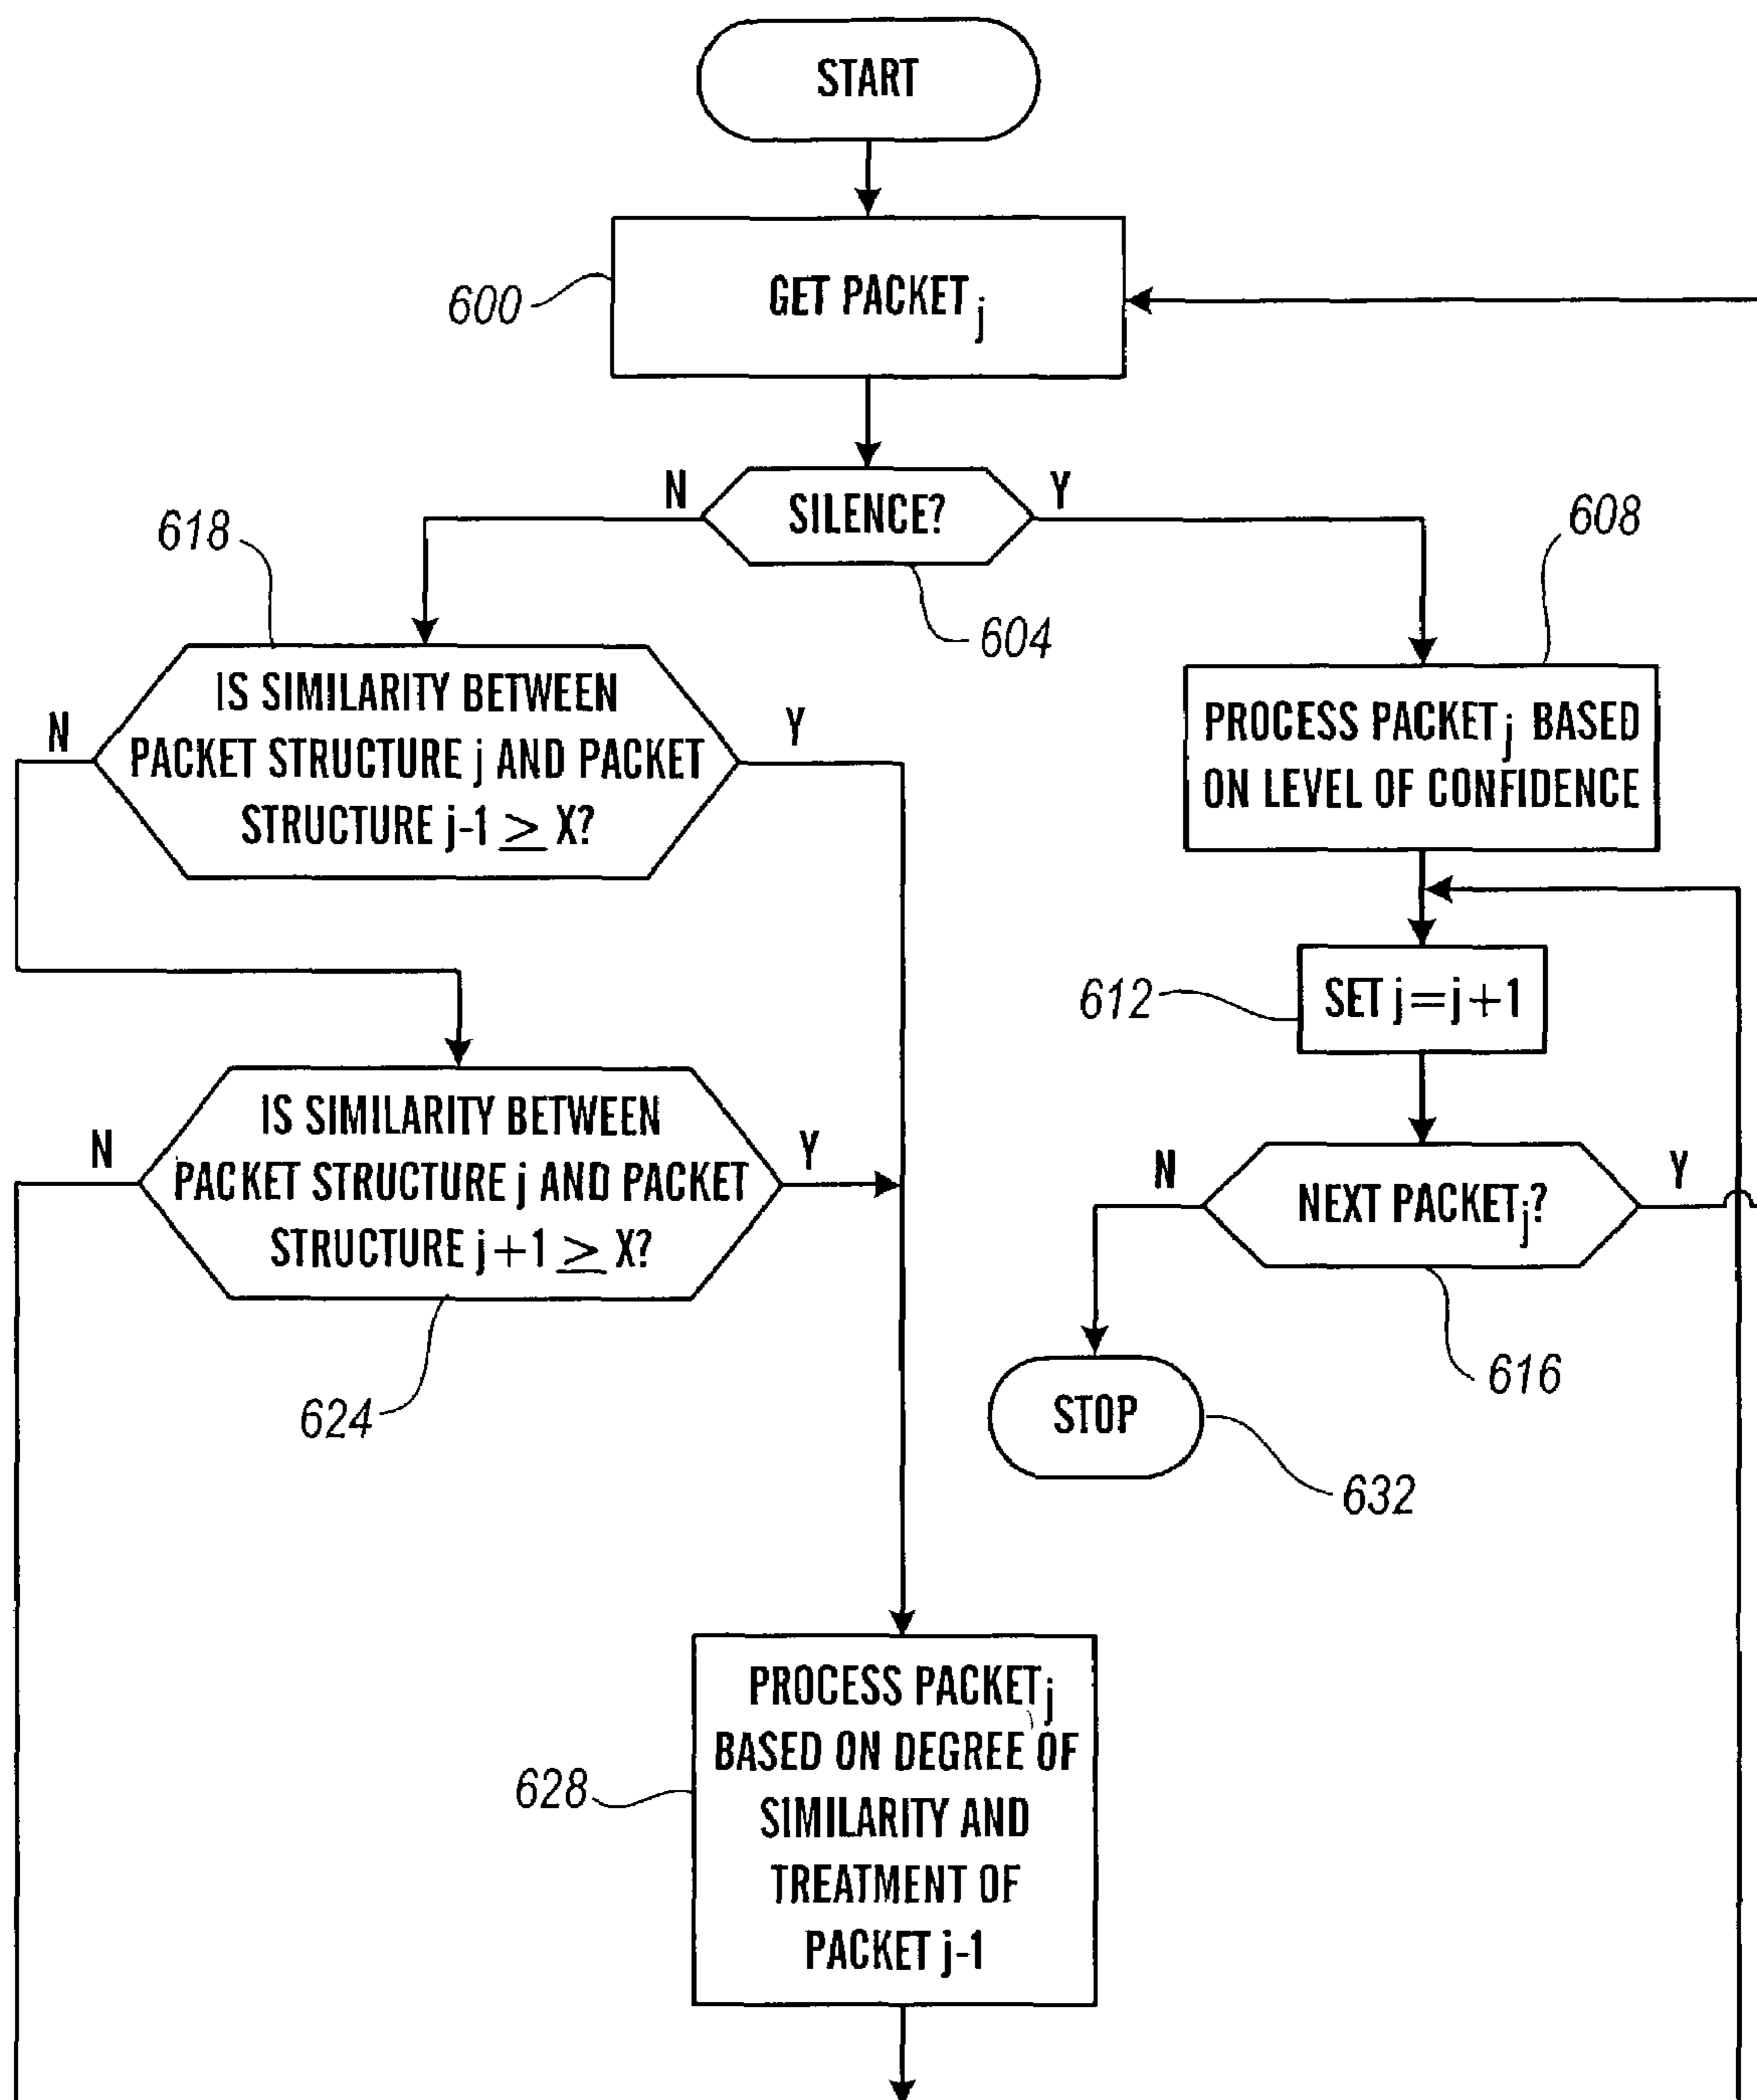 START
600
GET PACKET j
N
SILENCE?
Y
604
618
608
N
IS SIMILARITY BETWEEN
PACKET STRUCTURE j AND PACKET
STRUCTURE j-1 ≥ X?
Y
PROCESS PACKET j BASED
ON LEVEL OF CONFIDENCE
612
SET j=j+1
N
IS SIMILARITY BETWEEN
PACKET STRUCTURE j AND PACKET
STRUCTURE j+1 ≥ X?
Y
624
N
NEXT PACKET j?
Y
616
STOP
632
628
PROCESS PACKET j
BASED ON DEGREE OF
SIMILARITY AND
TREATMENT OF
PACKET j-1